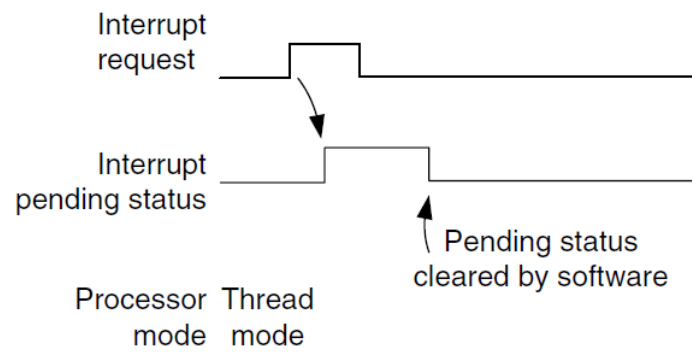 Interrupt
request
Interrupt
pending status
Pending status
cleared by software
Processor Thread
mode mode